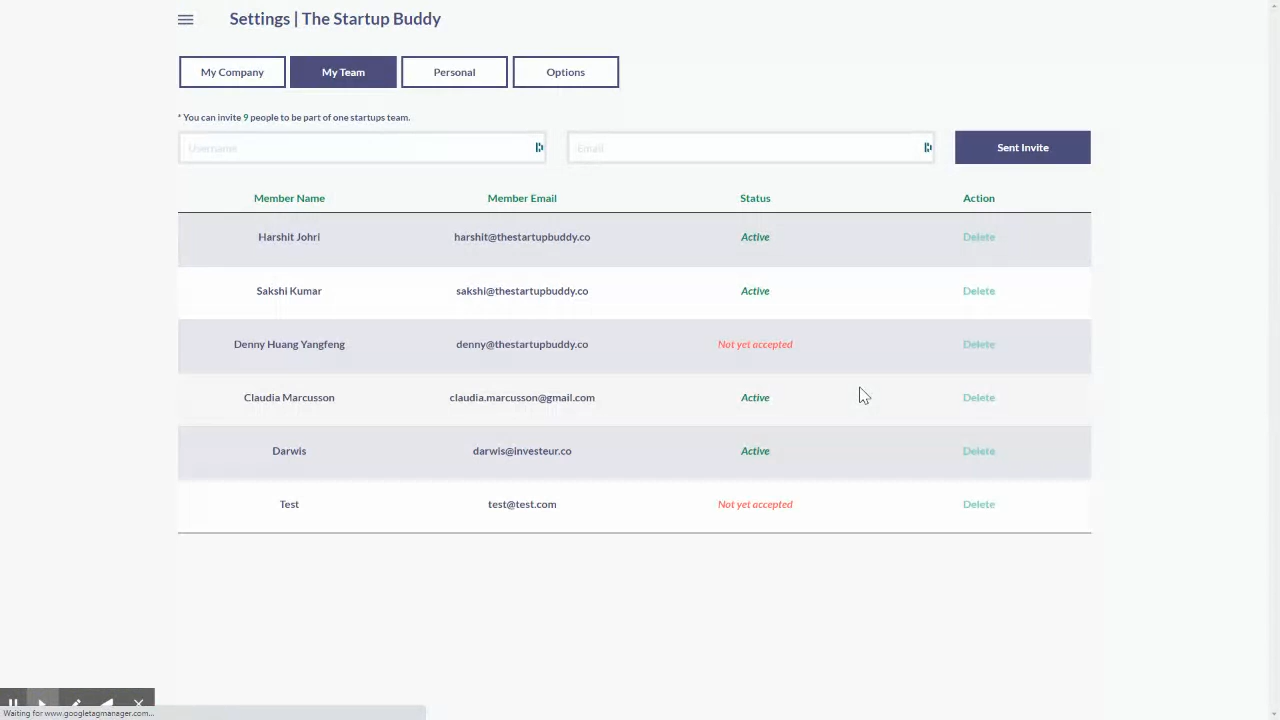 Settings | The Startup Buddy
My Company My Team Personal Options
* You can invite 9 people to be part of one startups team.
Username Email Sent Invite
Member Name Member Email Status Action
Harshit Johri harshit@thestartupbuddy.co Active Delete
Sakshi Kumar sakshi@thestartupbuddy.co Active Delete
Denny Huang Yangfeng denny@thestartupbuddy.co Not yet accepted Delete
Claudia Marcusson claudia.marcusson@gmail.com Active Delete
Darwis darwis@investeur.co Active Delete
Test test@test.com Not yet accepted Delete
Waiting for www.googletagmanager.com...